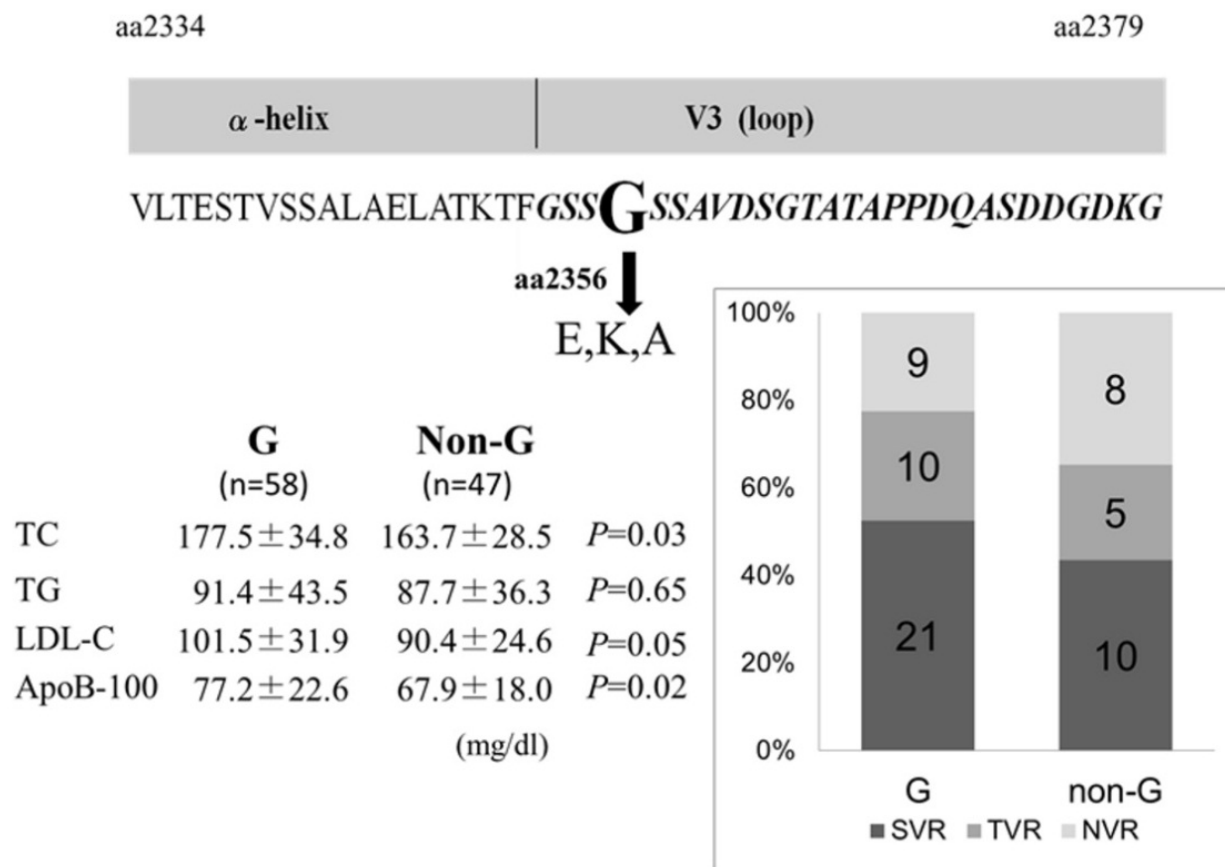 aa2334 aa2379
α-helix V3 (loop)
VLTESTVSSALAELATKTFGSSGSSAVDSGTATAPPDQASDDGDKG
aa2356
E,K,A
G Non-G
(n=58) (n=47)
TC 177.5±34.8 163.7±28.5 P=0.03
TG 91.4±43.5 87.7±36.3 P=0.65
LDL-C 101.5±31.9 90.4±24.6 P=0.05
ApoB-100 77.2±22.6 67.9±18.0 P=0.02
(mg/dl)
100%
80%
60%
40%
20%
0%
9 8
10 5
21 10
G non-G
SVR TVR NVR